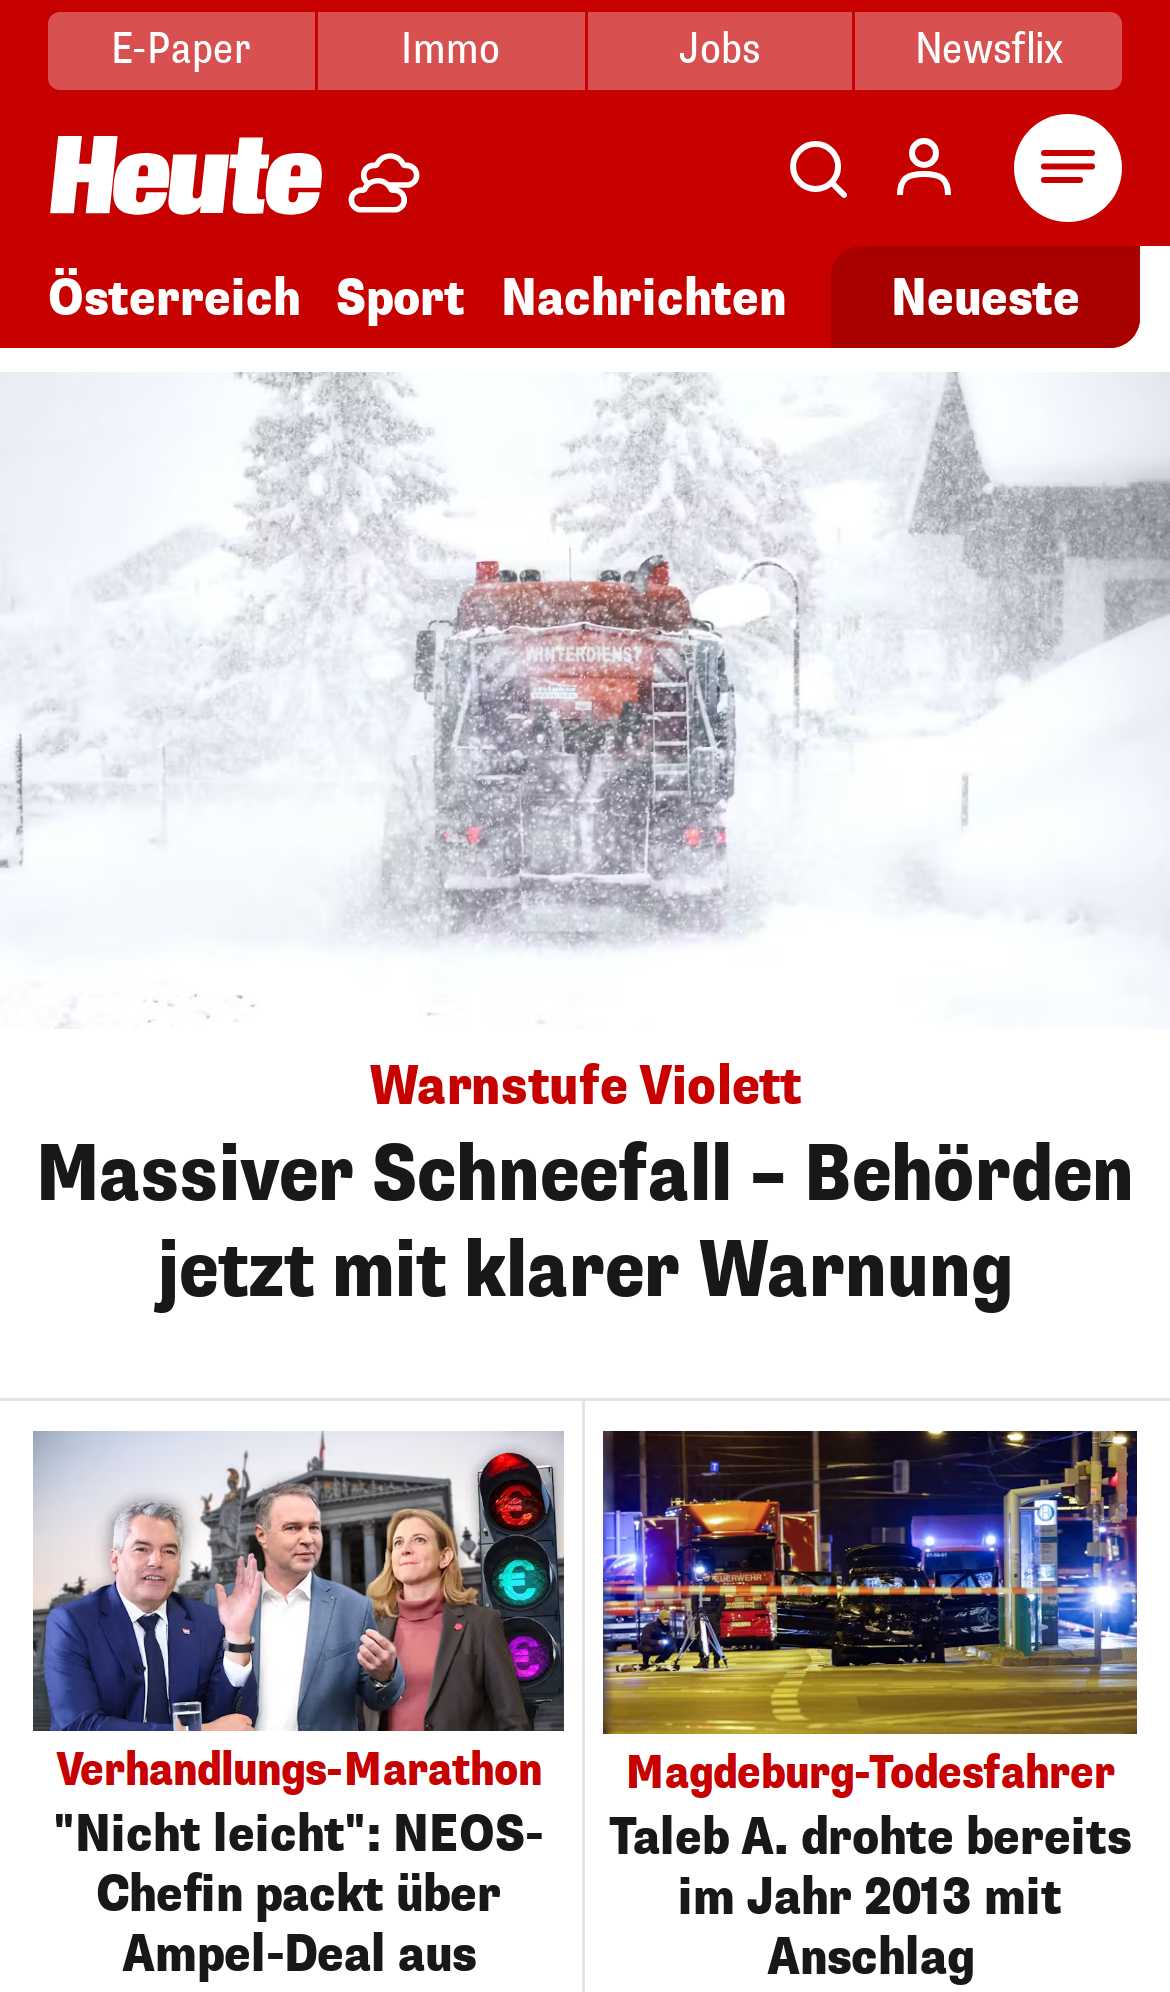 E-Paper
Immo
Jobs
Newsflix
Heute
Österreich
Sport
Nachrichten
Neueste
WINTERDIENST
Warnstufe Violett
Massiver Schneefall – Behörden
jetzt mit klarer Warnung
€
€
€
FEUERWEHR
H
Verhandlungs-Marathon
"Nicht leicht": NEOS-
Chefin packt über
Ampel-Deal aus
Magdeburg-Todesfahrer
Taleb A. drohte bereits
im Jahr 2013 mit
Anschlag